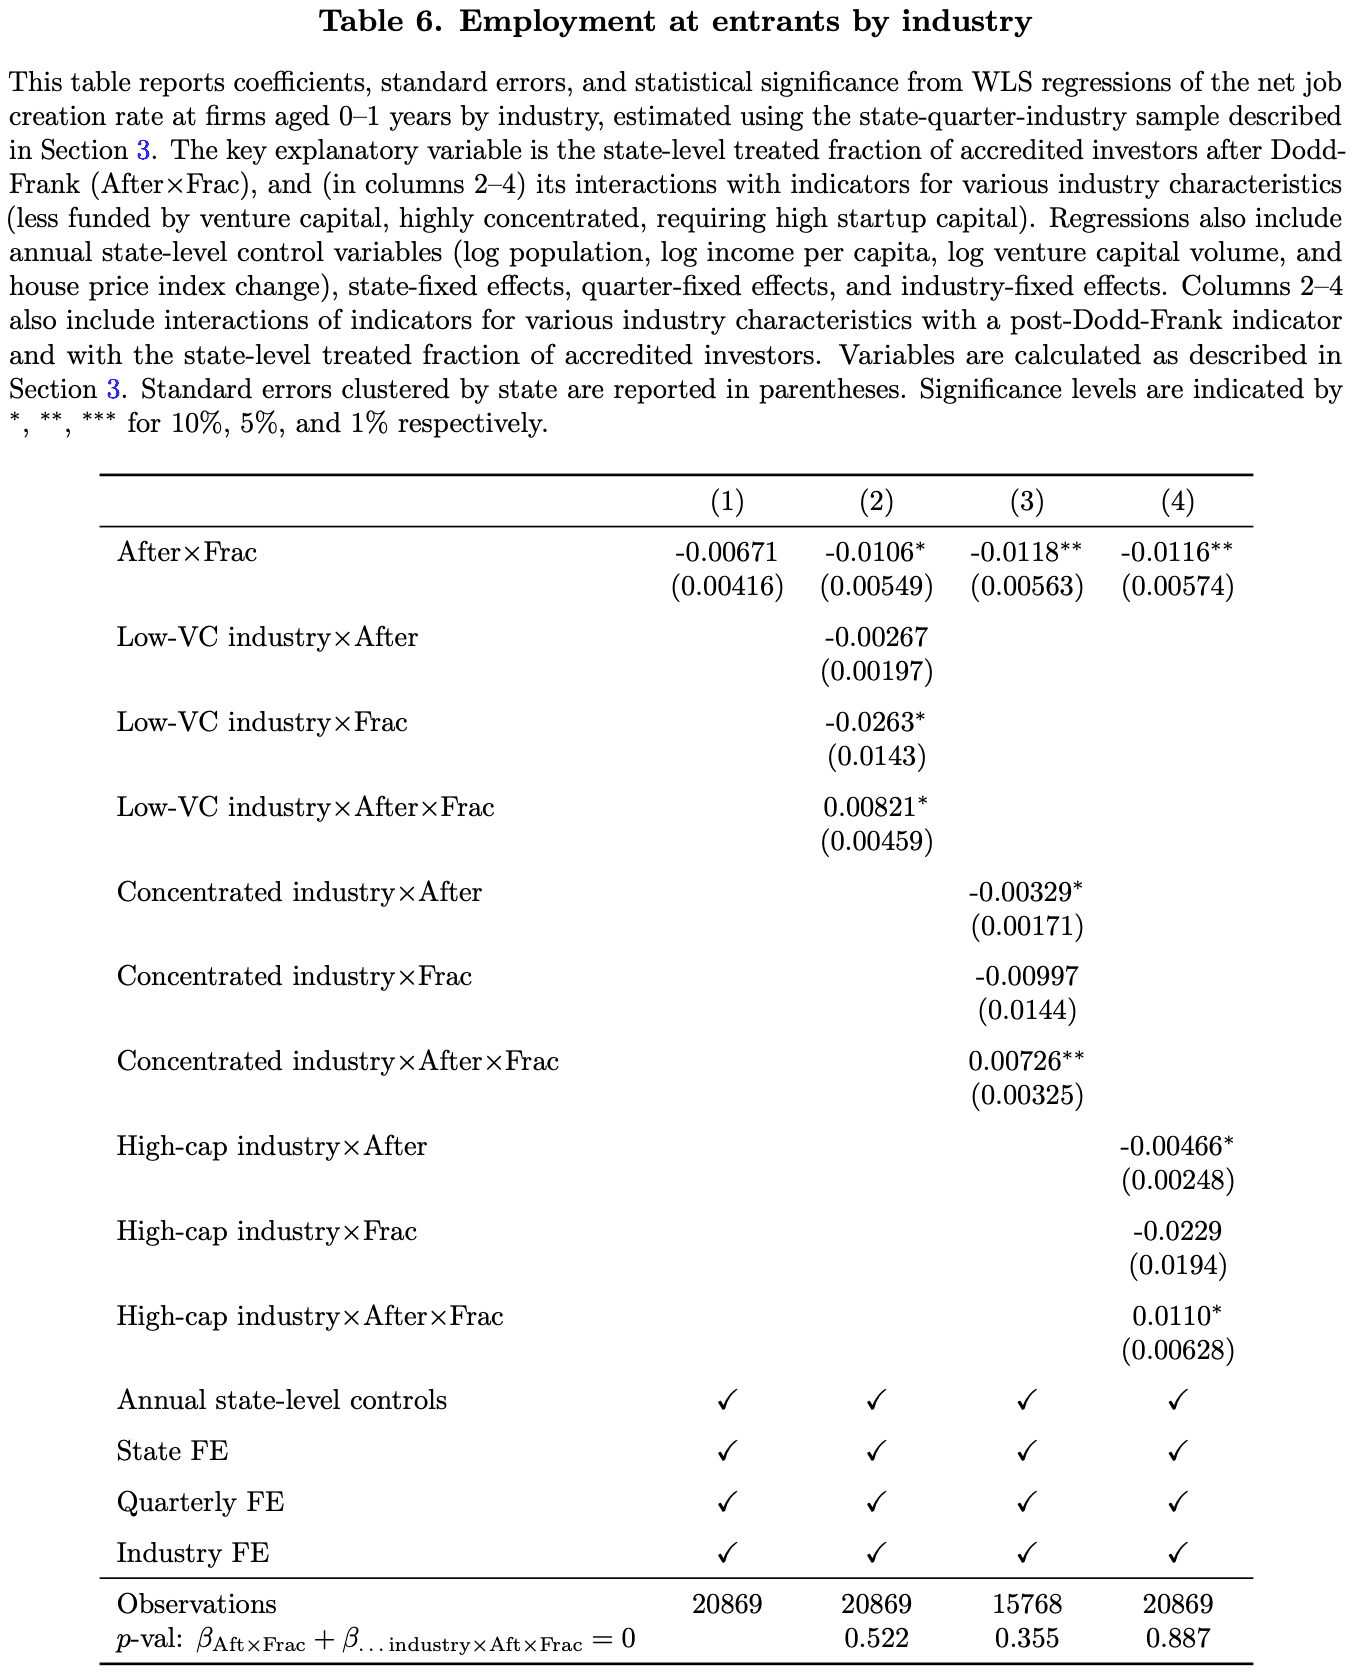 Table 6. Employment at entrants by industry
This table reports coefficients, standard errors, and statistical significance from WLS regressions of the net job
creation rate at firms aged 0–1 years by industry, estimated using the state-quarter-industry sample described
in Section 3. The key explanatory variable is the state-level treated fraction of accredited investors after Dodd-
Frank (After×Frac), and (in columns 2–4) its interactions with indicators for various industry characteristics
(less funded by venture capital, highly concentrated, requiring high startup capital). Regressions also include
annual state-level control variables (log population, log income per capita, log venture capital volume, and
house price index change), state-fixed effects, quarter-fixed effects, and industry-fixed effects. Columns 2–4
also include interactions of indicators for various industry characteristics with a post-Dodd-Frank indicator
and with the state-level treated fraction of accredited investors. Variables are calculated as described in
Section 3. Standard errors clustered by state are reported in parentheses. Significance levels are indicated by
*, **, *** for 10%, 5%, and 1% respectively.
(1) (2) (3) (4)
After×Frac -0.00671 -0.0106* -0.0118** -0.0116**
(0.00416) (0.00549) (0.00563) (0.00574)
Low-VC industry×After -0.00267
(0.00197)
Low-VC industry×Frac -0.0263*
(0.0143)
Low-VC industry×After×Frac 0.00821*
(0.00459)
Concentrated industry×After -0.00329*
(0.00171)
Concentrated industry×Frac -0.00997
(0.0144)
Concentrated industry×After×Frac 0.00726**
(0.00325)
High-cap industry×After -0.00466*
(0.00248)
High-cap industry×Frac -0.0229
(0.0194)
High-cap industry×After×Frac 0.0110*
(0.00628)
Annual state-level controls ✓ ✓ ✓ ✓
State FE ✓ ✓ ✓ ✓
Quarterly FE ✓ ✓ ✓ ✓
Industry FE ✓ ✓ ✓ ✓
Observations 20869 20869 15768 20869
p-val: βAft×Frac + β...industry×Aft×Frac = 0 0.522 0.355 0.887